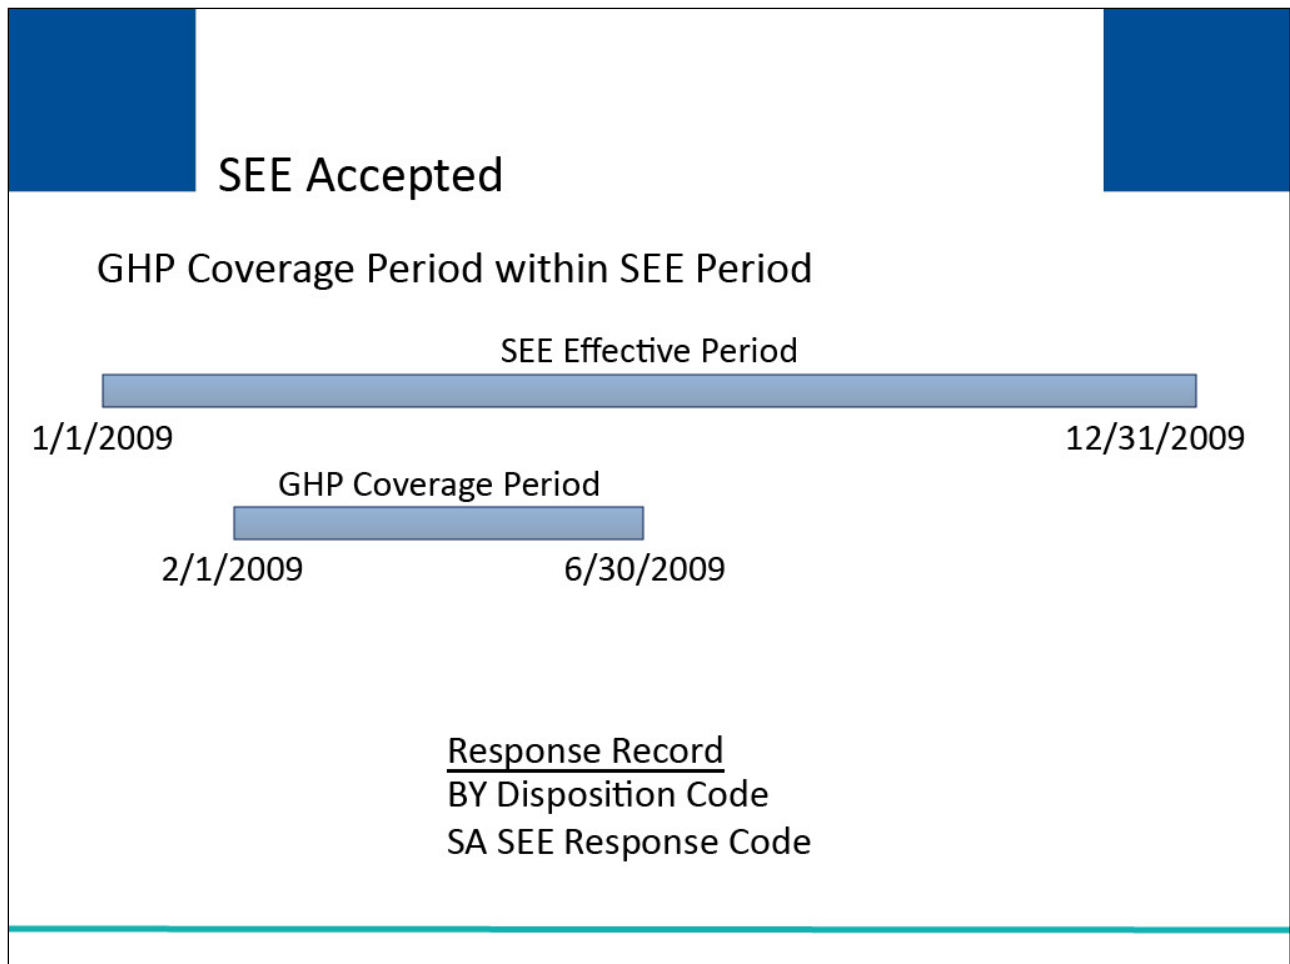 SEE Accepted
GHP Coverage Period within SEE Period
SEE Effective Period
1/1/2009
12/31/2009
GHP Coverage Period
2/1/2009
6/30/2009
Response Record
BY Disposition Code
SA SEE Response Code